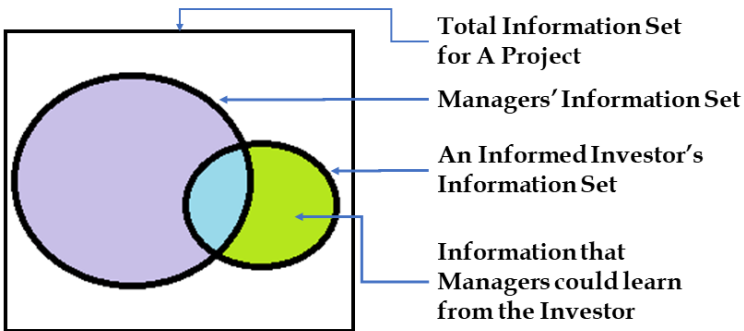 Total Information Set
for A Project
Managers' Information Set
An Informed Investor's
Information Set
Information that
Managers could learn
from the Investor